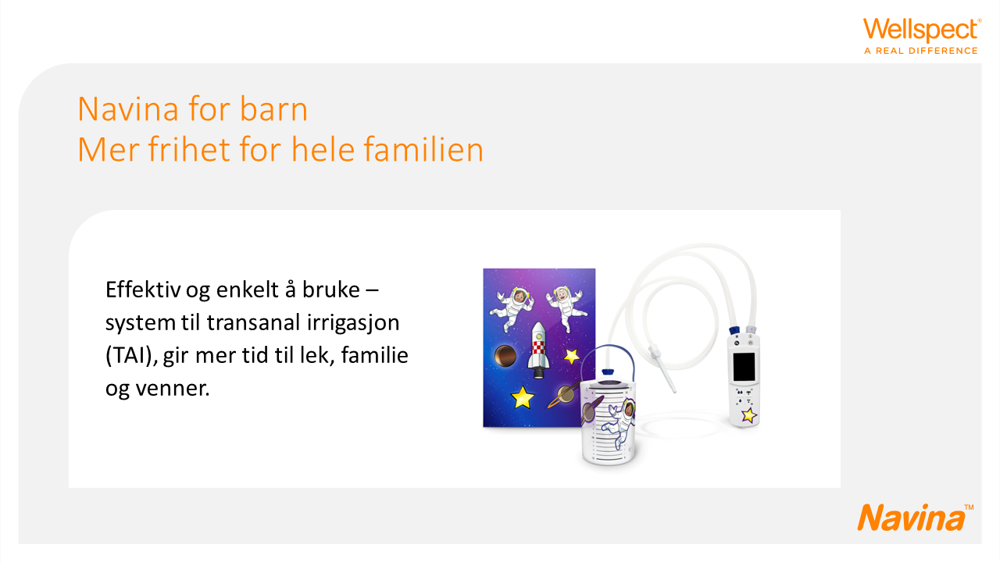 Wellspect®
A REAL DIFFERENCE
Navina for barn
Mer frihet for hele familien
Effektiv og enkelt å bruke –
system til transanal irrigasjon
(TAI), gir mer tid til lek, familie
og venner.
Navina™